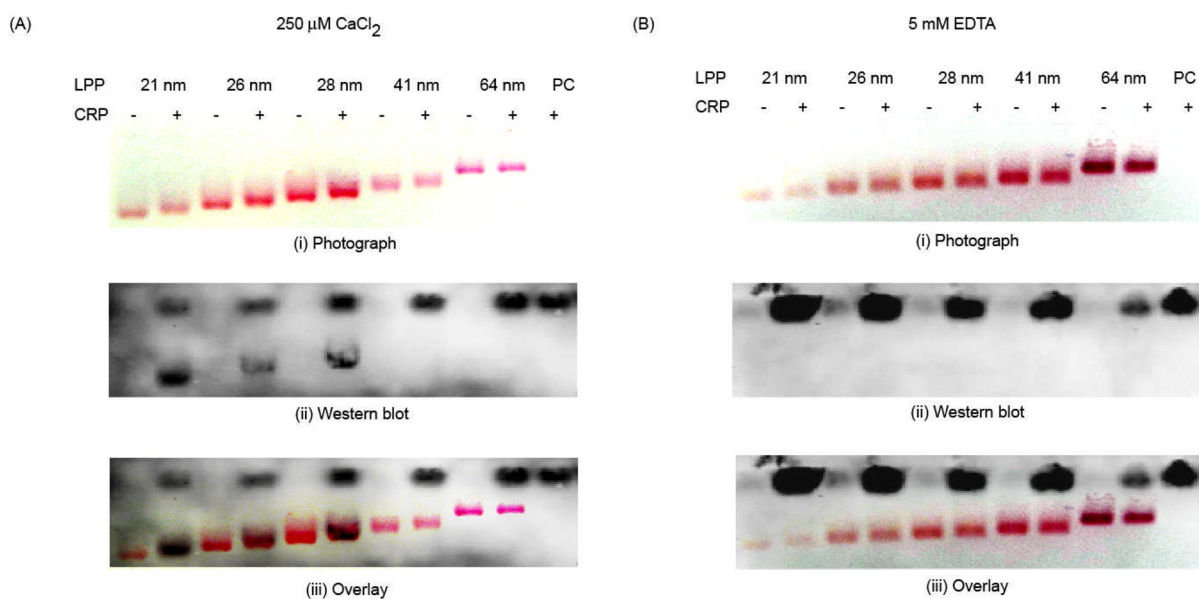 (A) 250 µM CaCl2
LPP 21 nm 26 nm 28 nm 41 nm 64 nm PC
CRP - + - + - + - + - + +
(i) Photograph
(ii) Western blot
(iii) Overlay
(B) 5 mM EDTA
LPP 21 nm 26 nm 28 nm 41 nm 64 nm PC
CRP - + - + - + - + - + +
(i) Photograph
(ii) Western blot
(iii) Overlay